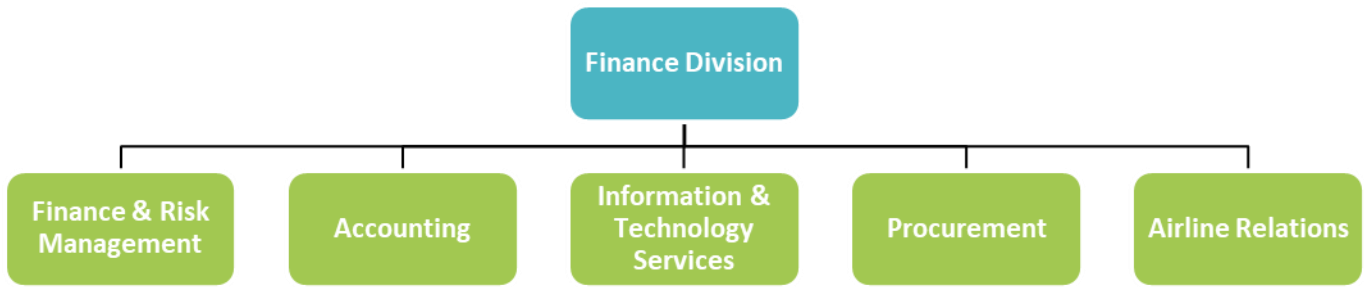 Finance Division
Finance & Risk
Management
Accounting
Information &
Technology
Services
Procurement
Airline Relations